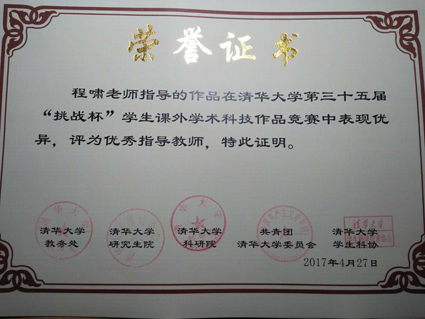 荣誉证书
程啸老师指导的作品在清华大学第三十五届
“挑战杯”学生课外学术科技作品竞赛中表现优
异，评为优秀指导教师，特此证明。
清华大学 清华大学 清华大学 共青团 清华大学
教务处 研究生院 科研院 清华大学委员会 学生科协
2017年4月27日